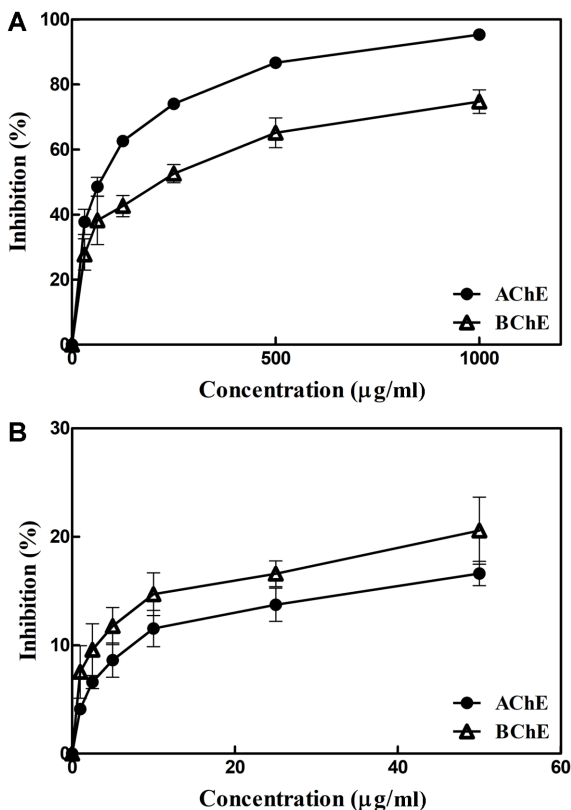 A
100
80
60
40
20
0
Inhibition (%)
AChE
BChE
0
500
1000
Concentration (μg/ml)
B
30
20
10
0
Inhibition (%)
AChE
BChE
0
20
40
60
Concentration (μg/ml)